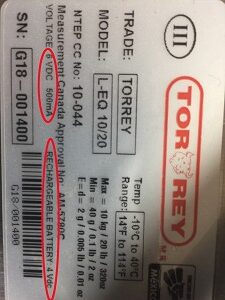 III
TORREY
TRADE: TORREY
MODEL: L-EQ 10/20
NTEP CC No: 10-044
Measurement Canada Approval No: AM-5790C
VOLTAGE: 6 VDC 500mA
RECHARGEABLE BATTERY 4 Vdc
SN: G18-001400
G18-001400
Temp Range: -10°C to 40°C
14°F to 114°F
Max = 10 kg / 20 lb / 320oz
Min = 40 g / 0.1 lb / 2 oz
E = d = 2 g / 0.005 lb / 0.1 oz